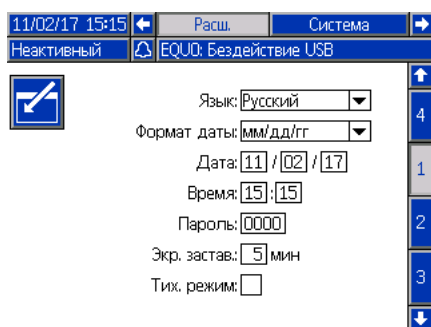 11/02/17 15:15 Расш. Система
Неактивный EQU0: Бездействие USB
Язык: Русский
4
Формат даты: мм/дд/гг
Дата: 11 / 02 / 17
1
Время: 15 : 15
Пароль: 0000
2
Экр. застав.: 5 мин
3
Тих. режим: